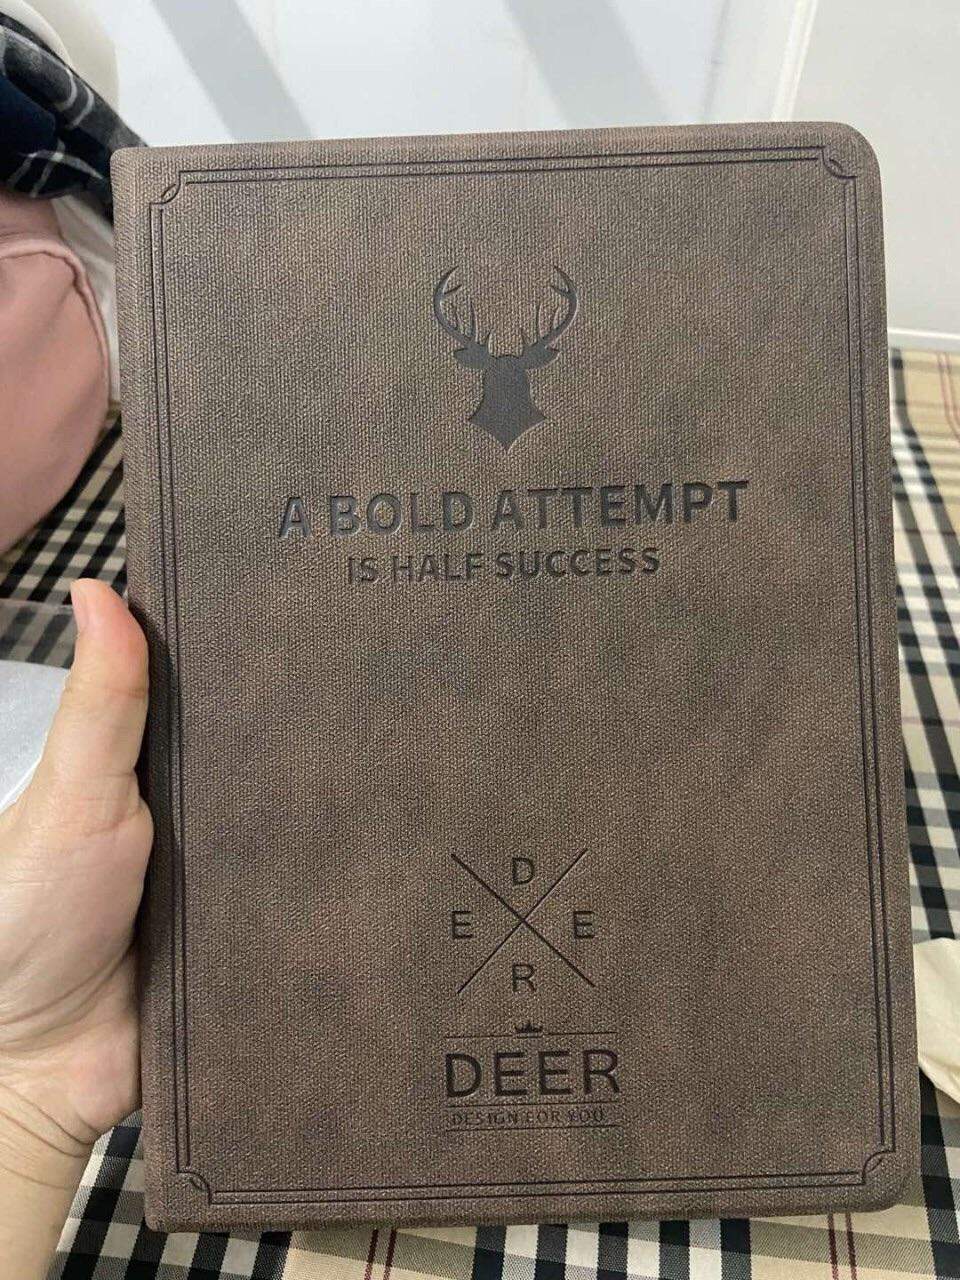 A BOLD ATTEMPT
IS HALF SUCCESS
D
E E
R
DEER
DESIGN FOR YOU